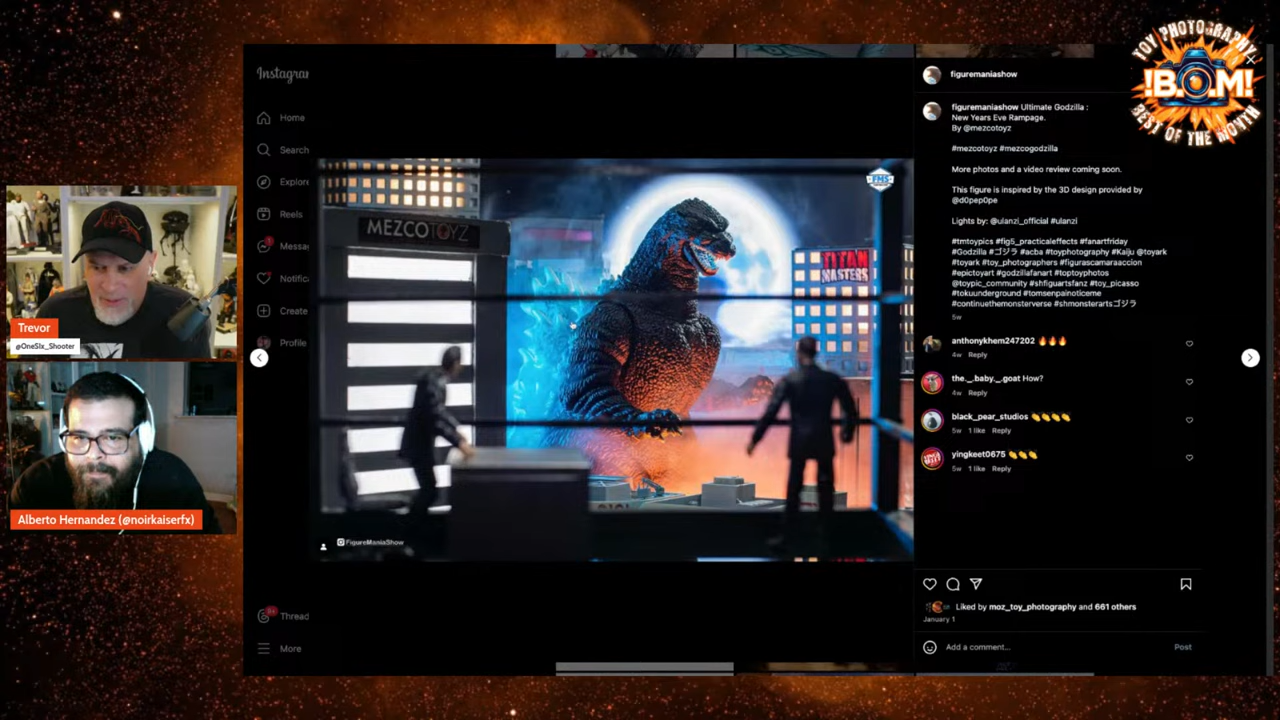 TOY PHOTOGRAPHY
!B.O.M!
BEST OF THE MONTH
Instagram
Home
Search
Explore
Reels
Messa
Notific
Create
Profile
Thread
More
Trevor
@OneSix_Shooter
Alberto Hernandez (@noirkaiserfx)
MEZCOTOYZ
FMS
TITAN
MASTERS
FigureManiaShow
figuremaniashow
figuremaniashow Ultimate Godzilla :
New Years Eve Rampage.
By @mezcotoyz
#mezcotoyz #mezcogodzilla
More photos and a video review coming soon.
This figure is inspired by the 3D design provided by
@d0pep0pe
Lights by: @ulanzi_official #ulanzi
#tmtoypics #fig5_practicaleffects #fanartfriday
#Godzilla #ゴジラ #acba #toyphotography #Kaiju @toyark
#toyark #toy_photographers #figurascamaraaccion
#epictoyart #godzillafanart #toptoyphotos
@toypic_community #shfiguartsfanz #toy_picasso
#tokuunderground #tomsenpainoticeme
#continuethemonsterverse #shmonsterartsゴジラ
5w
anthonykhem247202 🔥🔥🔥
4w Reply
the._.baby._.goat How?
4w Reply
black_pear_studios 👏👏👏👏
5w 1 like Reply
yingkeet0675 👏👏👏
5w 1 like Reply
Liked by moz_toy_photography and 661 others
January 1
Add a comment...
Post